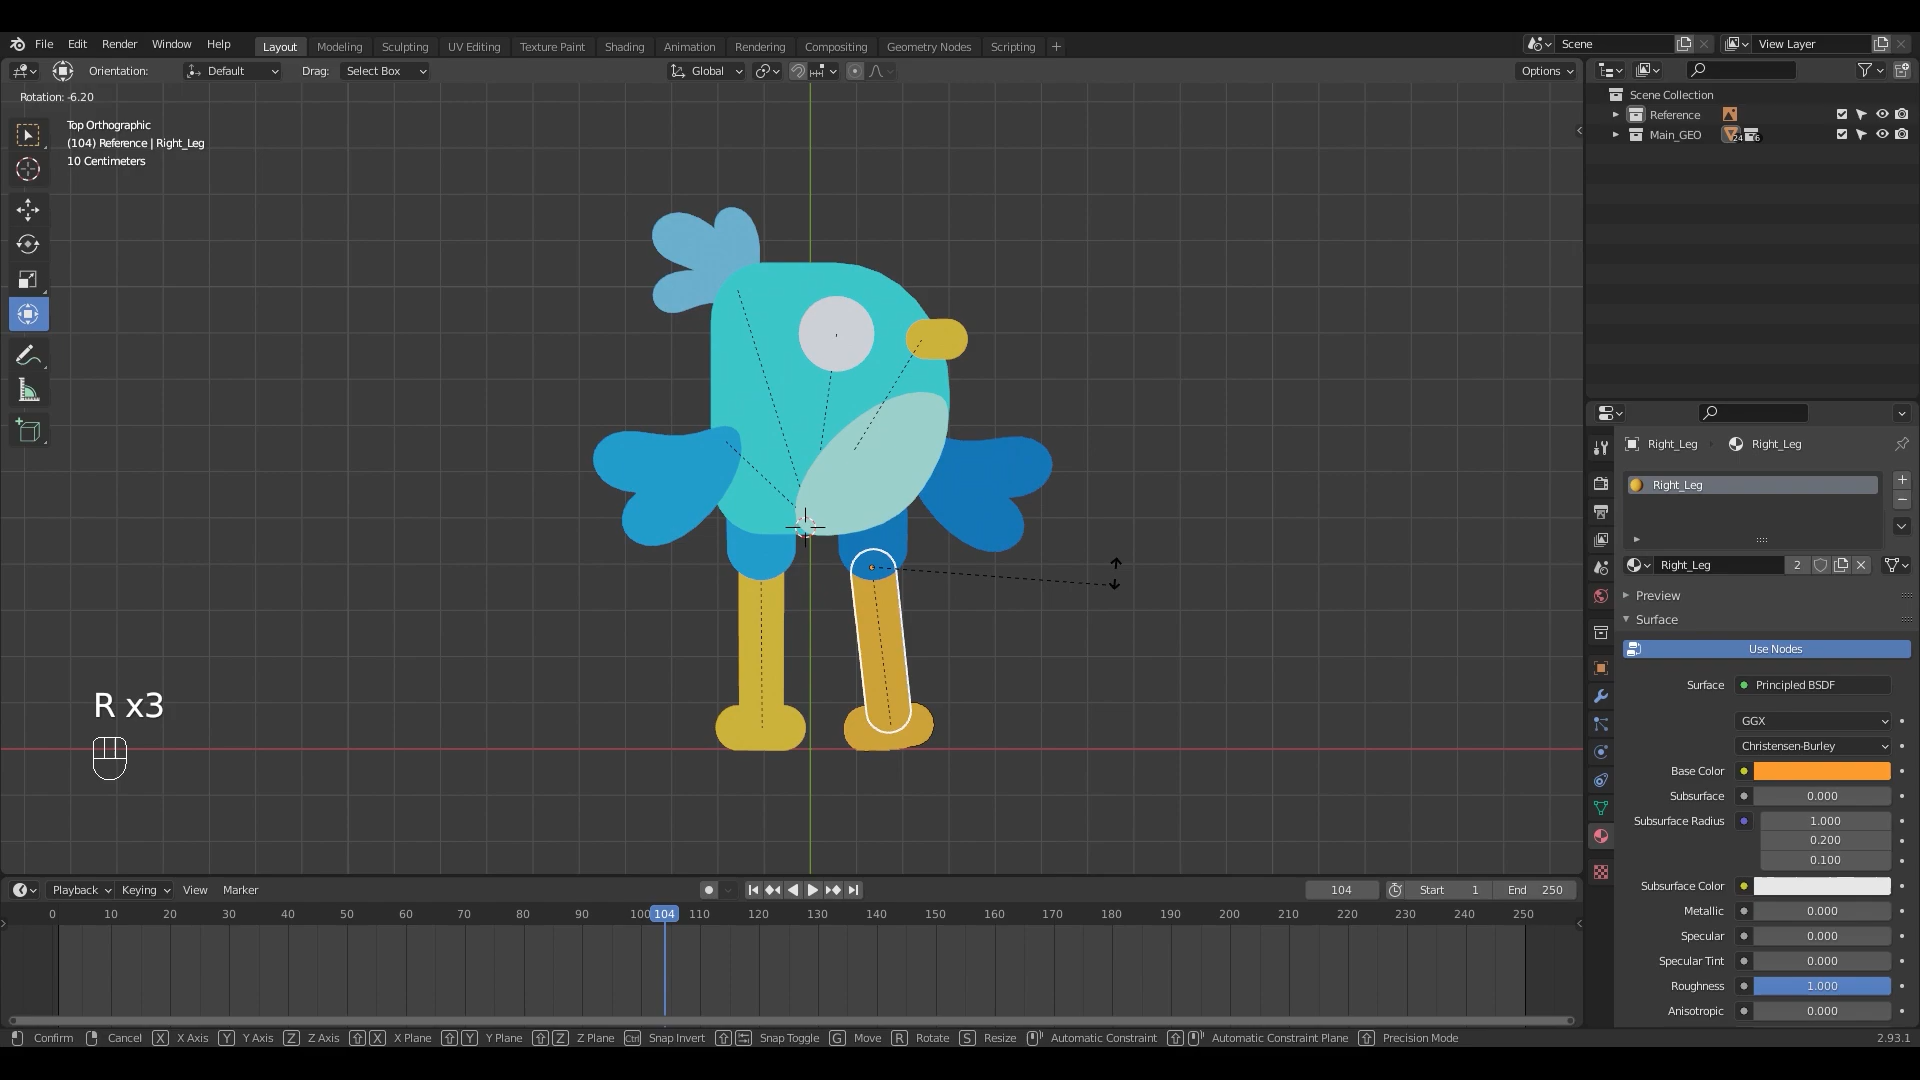 File Edit Render Window Help Layout Modeling Sculpting UV Editing Texture Paint Shading Animation Rendering Compositing Geometry Nodes Scripting + Scene View Layer
Orientation: Default Drag: Select Box Global Options
Rotation: -6.20
Top Orthographic
(104) Reference | Right_Leg
10 Centimeters
Scene Collection
Reference
Main_GEO 24 6
Right_Leg Right_Leg
Right_Leg
Right_Leg 2
Preview
Surface
Use Nodes
Surface Principled BSDF
GGX
Christensen-Burley
Base Color
Subsurface 0.000
Subsurface Radius 1.000
0.200
0.100
Subsurface Color
Metallic 0.000
Specular 0.000
Specular Tint 0.000
Roughness 1.000
Anisotropic 0.000
R x3
Playback Keying View Marker 104 Start 1 End 250
0 10 20 30 40 50 60 70 80 90 100 104 110 120 130 140 150 160 170 180 190 200 210 220 230 240 250
Confirm Cancel X X Axis Y Y Axis Z Z Axis X X Plane Y Y Plane Z Z Plane Ctrl Snap Invert Snap Toggle G Move R Rotate S Resize Automatic Constraint Automatic Constraint Plane Precision Mode 2.93.1